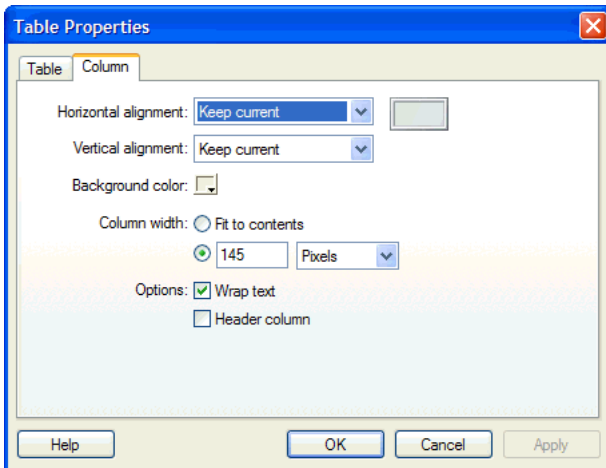 Table Properties
Table Column
Horizontal alignment: Keep current
Vertical alignment: Keep current
Background color:
Column width: Fit to contents
145 Pixels
Options: Wrap text
Header column
Help OK Cancel Apply